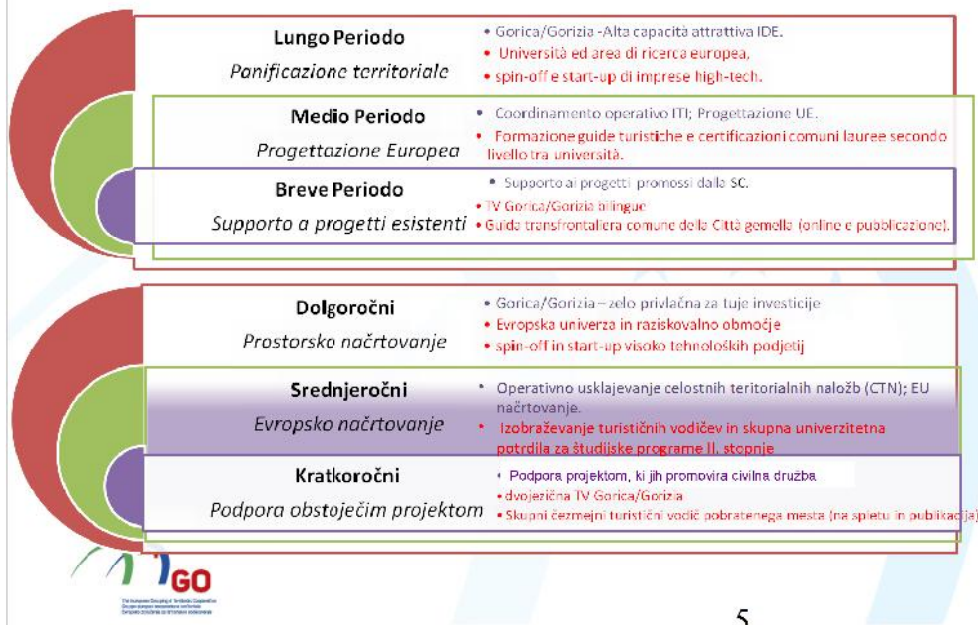 Lungo Periodo
Panificazione territoriale
• Gorica/Gorizia -Alta capacità attrattiva IDE.
• Università ed area di ricerca europea,
• spin-off e start-up di imprese high-tech.
Medio Periodo
Progettazione Europea
• Coordinamento operativo ITI; Progettazione UE.
• Formazione guide turistiche e certificazioni comuni lauree secondo
livello tra università.
Breve Periodo
Supporto a progetti esistenti
• Supporto ai progetti promossi dalla SC.
• TV Gorica/Gorizia bilingue
• Guida transfrontaliera comune della Città gemella (online e pubblicazione).
Dolgoročni
Prostorsko načrtovanje
• Gorica/Gorizia – zelo privlačna za tuje investicije
• Evropska univerza in raziskovalno območje
• spin-off in start-up visoko tehnoloških podjetij
Srednjeročni
Evropsko načrtovanje
• Operativno usklajevanje celostnih teritorialnih naložb (CTN); EU
načrtovanje.
• Izobraževanje turističnih vodičev in skupna univerzitetna
potrdila za študijske programe II. stopnje
Kratkoročni
Podpora obstoječim projektom
• Podpora projektom, ki jih promovira civilna družba
• dvojezična TV Gorica/Gorizia
• Skupni čezmejni turistični vodič pobratenega mesta (na spletu in publikacija)
GO
5